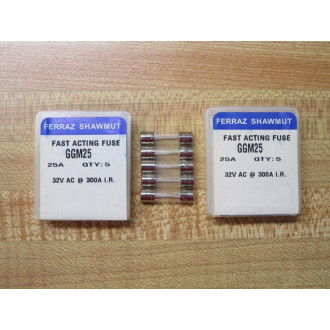 FERRAZ SHAWMUT
FAST ACTING FUSE
GGM25
25A QTY: 5
32V AC @ 300A I.R.
FERRAZ SHAWMUT
FAST ACTING FUSE
GGM25
25A QTY: 5
32V AC @ 300A I.R.